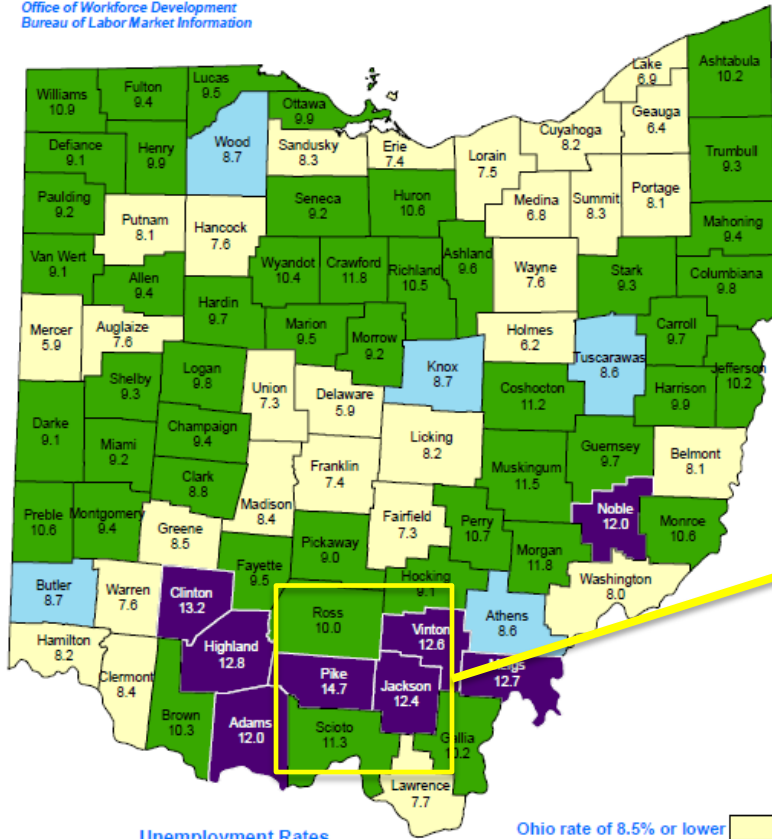 Office of Workforce Development
Bureau of Labor Market Information
Williams
10.9
Fulton
9.4
Lucas
9.5
Ottawa
9.9
Lake
6.9
Ashtabula
10.2
Geauga
6.4
Cuyahoga
8.2
Defiance
9.1
Henry
9.9
Wood
8.7
Sandusky
8.3
Erie
7.4
Lorain
7.5
Trumbull
9.3
Paulding
9.2
Putnam
8.1
Hancock
7.6
Seneca
9.2
Huron
10.6
Medina
6.8
Summit
8.3
Portage
8.1
Mahoning
9.4
Van Wert
9.1
Allen
9.4
Wyandot
10.4
Crawford
11.8
Richland
10.5
Ashland
9.6
Wayne
7.6
Stark
9.3
Columbiana
9.8
Mercer
5.9
Auglaize
7.6
Hardin
9.7
Marion
9.5
Morrow
9.2
Holmes
6.2
Tuscarawas
8.6
Carroll
9.7
Jefferson
10.2
Shelby
9.3
Logan
9.8
Union
7.3
Delaware
5.9
Knox
8.7
Coshocton
11.2
Harrison
9.9
Darke
9.1
Miami
9.2
Champaign
9.4
Clark
8.8
Franklin
7.4
Licking
8.2
Muskingum
11.5
Guernsey
9.7
Belmont
8.1
Preble
10.6
Montgomery
9.4
Greene
8.5
Madison
8.4
Pickaway
9.0
Fairfield
7.3
Perry
10.7
Morgan
11.8
Noble
12.0
Monroe
10.6
Butler
8.7
Warren
7.6
Clinton
13.2
Fayette
9.5
Ross
10.0
Hocking
9.1
Athens
8.6
Washington
8.0
Hamilton
8.2
Clermont
8.4
Highland
12.8
Pike
14.7
Vinton
12.6
Jackson
12.4
12.7
Brown
10.3
Adams
12.0
Scioto
11.3
Gallia
10.2
Lawrence
7.7
Unemployment Rates
Ohio rate of 8.5% or lower